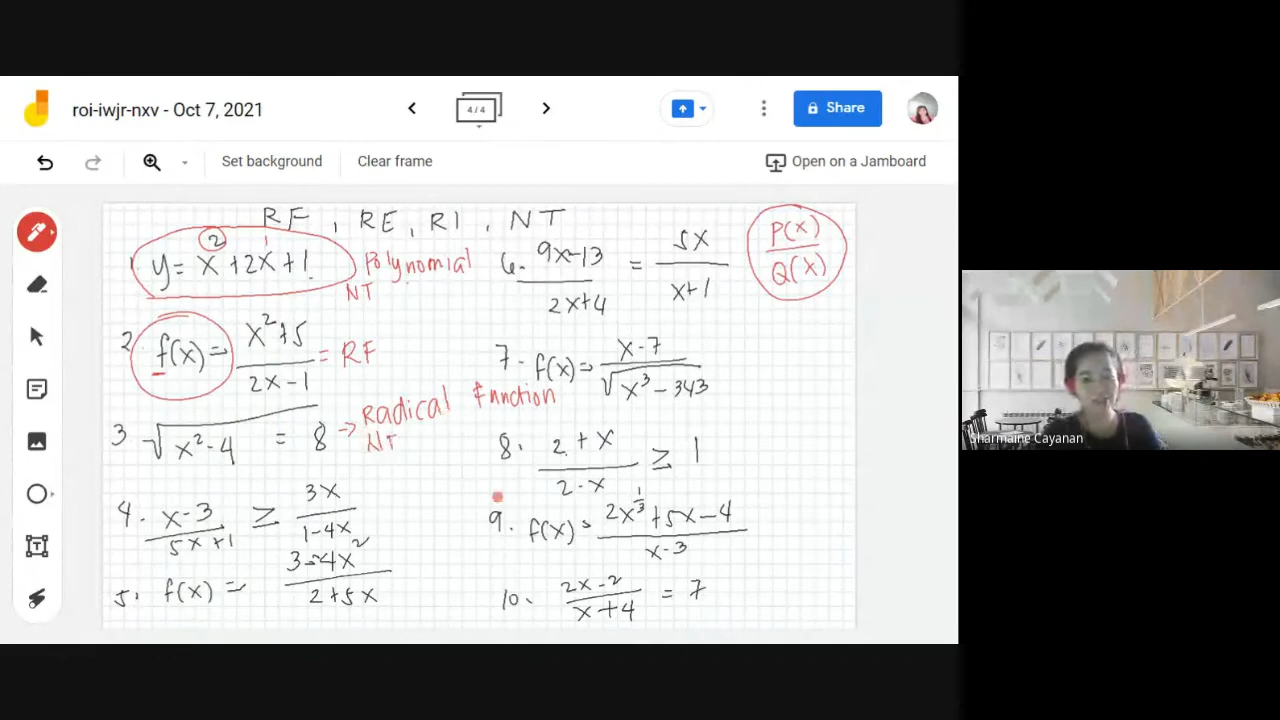 roi-iwjr-nxv - Oct 7, 2021
4/4
Share
Set background
Clear frame
Open on a Jamboard
RF, RE, RI, NT
1. y = x² + 2x + 1
Polynomial
NT
2. f(x) = (x² + 5)/(2x - 1) = RF
3 √(x² - 4) = 8 → Radical function
NT
4. (x - 3)/(5x + 1) ≥ 3x/(1 - 4x)
5. f(x) = (3 - 4x²)/(2 + 5x)
6. (9x - 13)/(2x + 4) = 5x/(x + 1)
P(x)/Q(x)
7. f(x) = (x - 7)/√(x³ - 343)
8. (2 + x)/(2 - x) ≥ 1
9. f(x) = (2x^(1/3) + 5x - 4)/(x - 3)
10. (2x - 2)/(x + 4) = 7
Sharmaine Cayanan